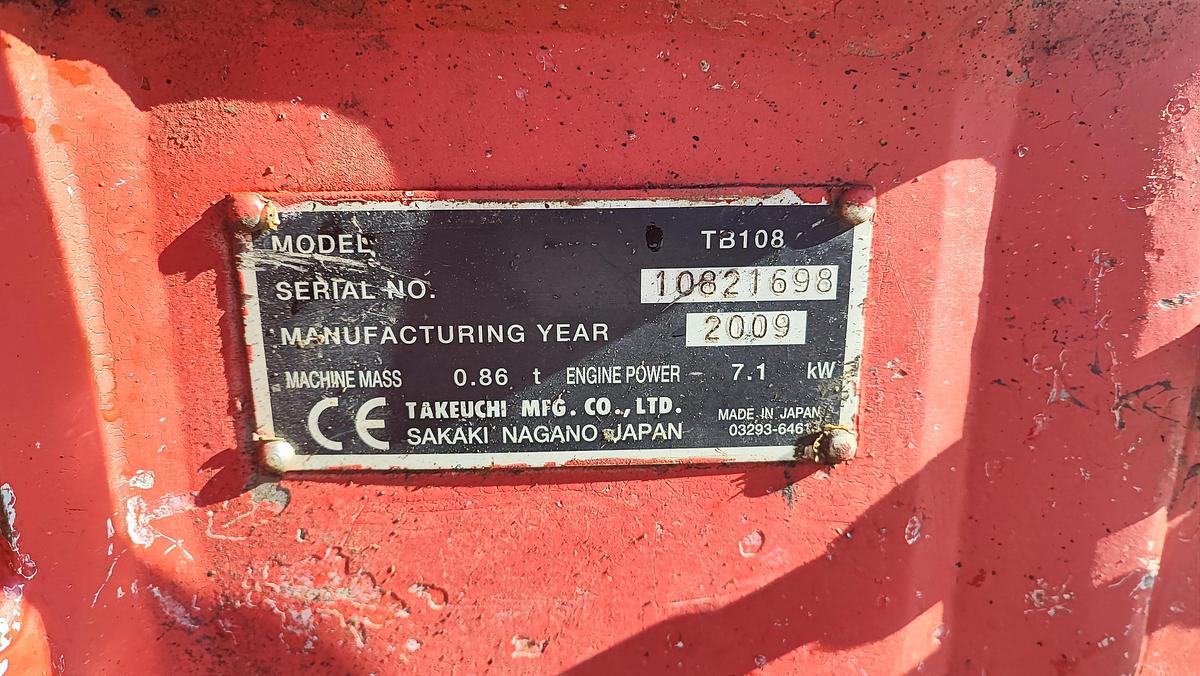 MODEL TB108
SERIAL NO. 10821698
MANUFACTURING YEAR 2009
MACHINE MASS 0.86 t ENGINE POWER 7.1 kW
CE TAKEUCHI MFG. CO., LTD.
SAKAKI NAGANO JAPAN
MADE IN JAPAN